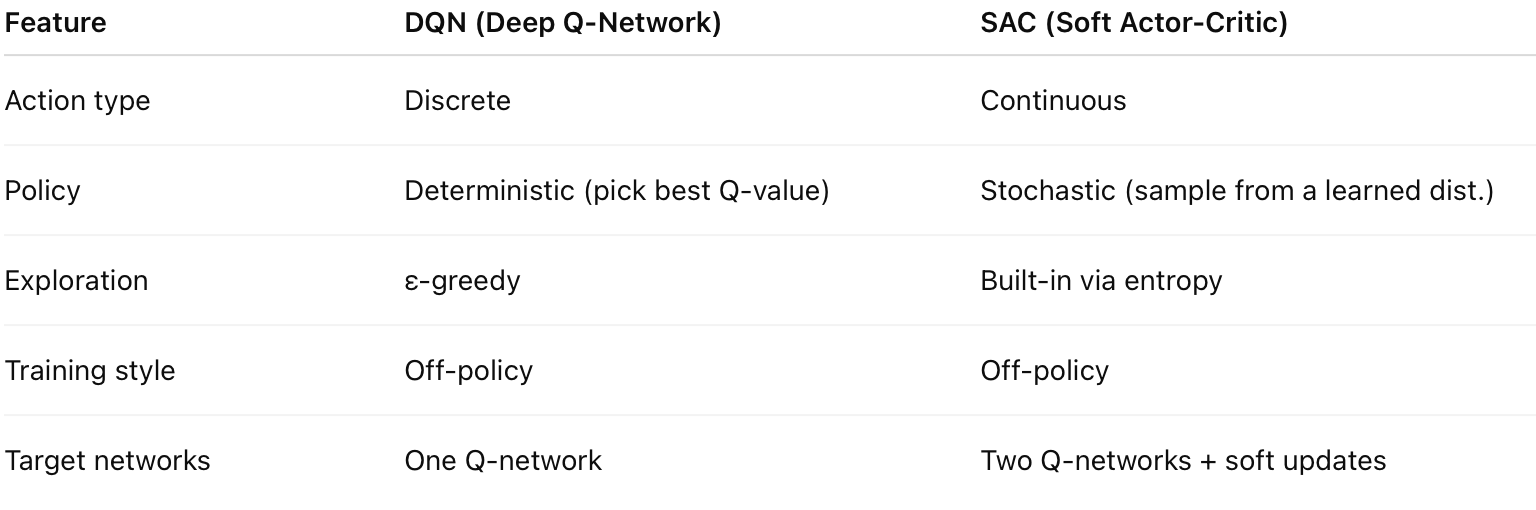 Feature DQN (Deep Q-Network) SAC (Soft Actor-Critic)
Action type Discrete Continuous
Policy Deterministic (pick best Q-value) Stochastic (sample from a learned dist.)
Exploration ε-greedy Built-in via entropy
Training style Off-policy Off-policy
Target networks One Q-network Two Q-networks + soft updates